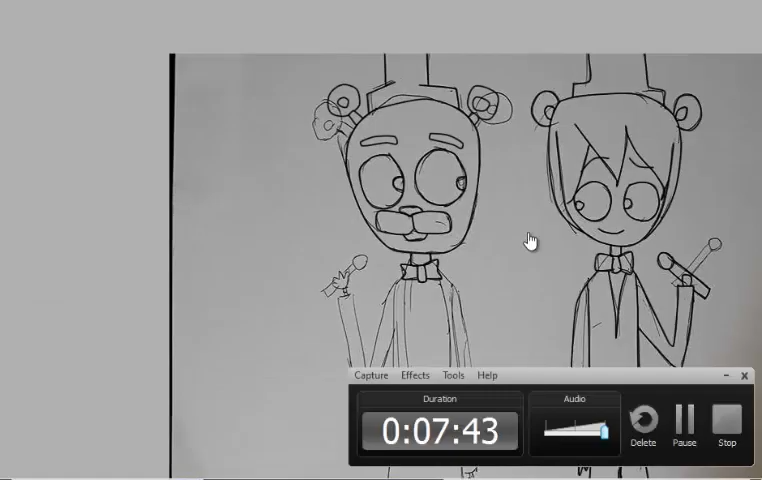 Capture Effects Tools Help
Duration
Audio
0:07:43
Delete
Pause
Stop